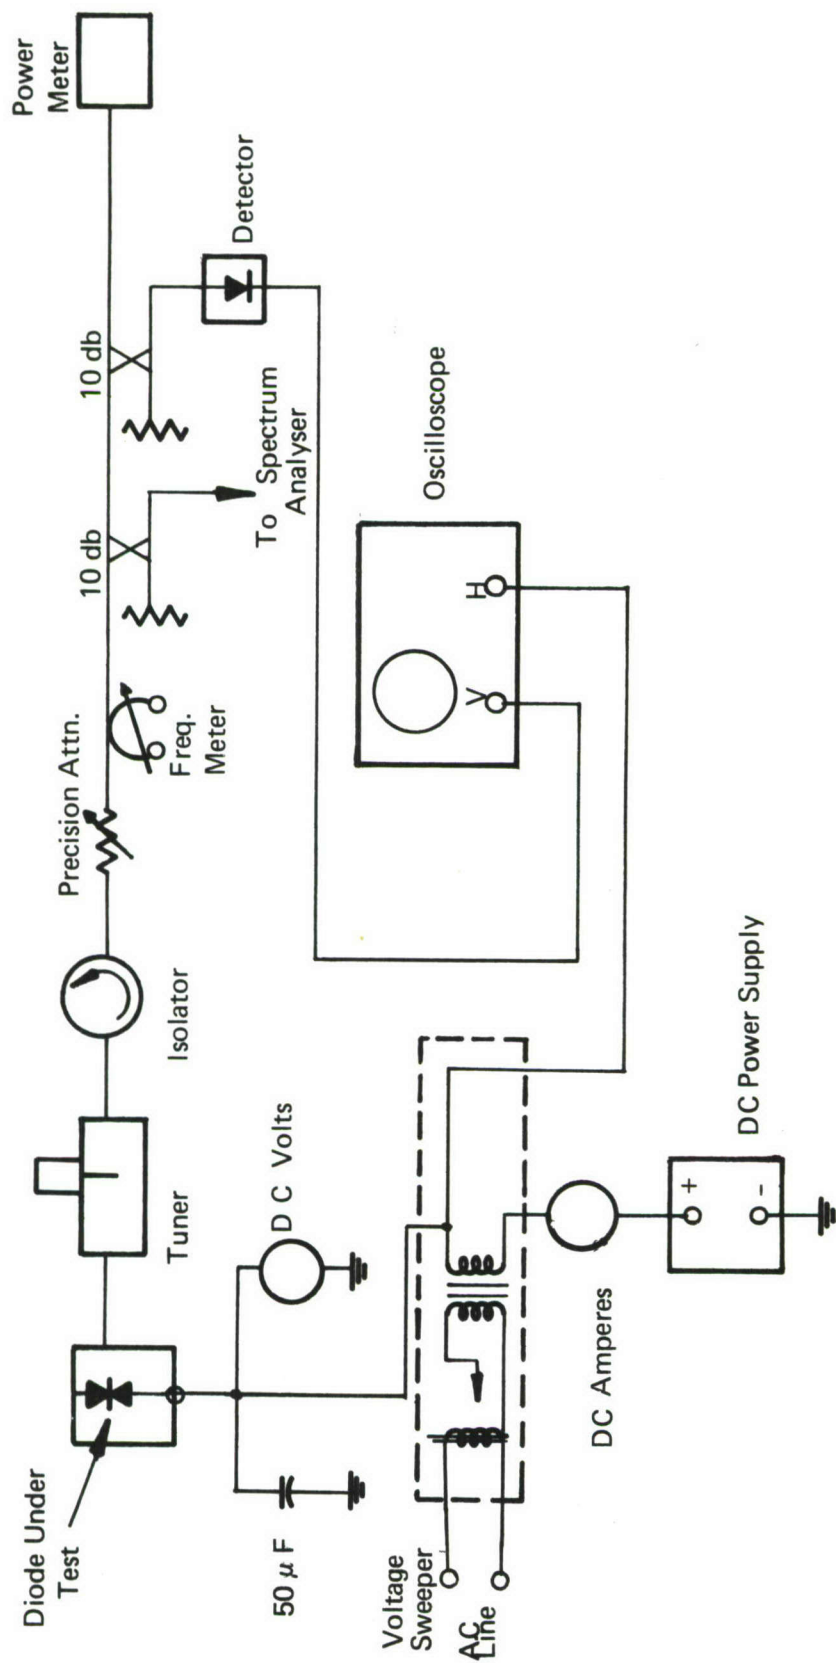 Diode Under
Test
Tuner
Isolator
Precision Attn.
Freq.
Meter
10 db
10 db
Power
Meter
To Spectrum
Analyser
Detector
50 μF
D C Volts
Oscilloscope
V
H
Voltage
Sweeper
AC
Line
DC Amperes
+
-
DC Power Supply